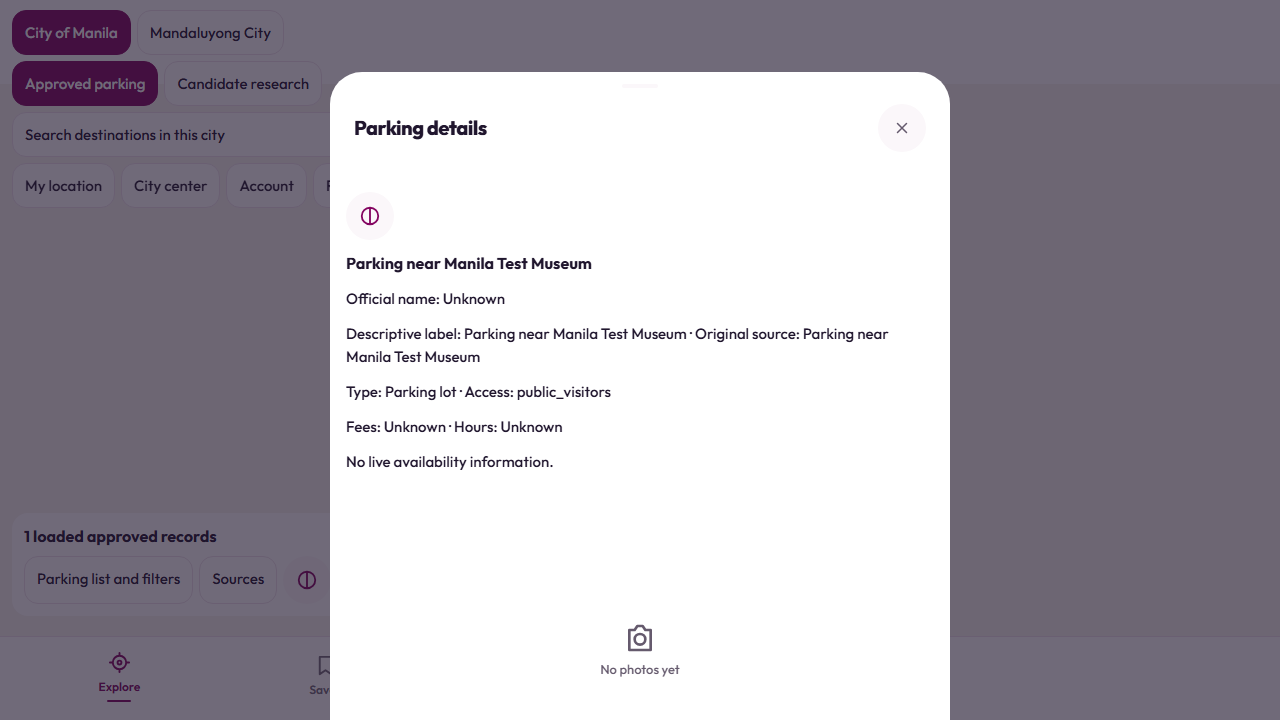 City of Manila
Mandaluyong City
Approved parking
Candidate research
Search destinations in this city
My location
City center
Account
Parking details
Parking near Manila Test Museum
Official name: Unknown
Descriptive label: Parking near Manila Test Museum · Original source: Parking near
Manila Test Museum
Type: Parking lot · Access: public_visitors
Fees: Unknown · Hours: Unknown
No live availability information.
No photos yet
1 loaded approved records
Parking list and filters
Sources
Explore